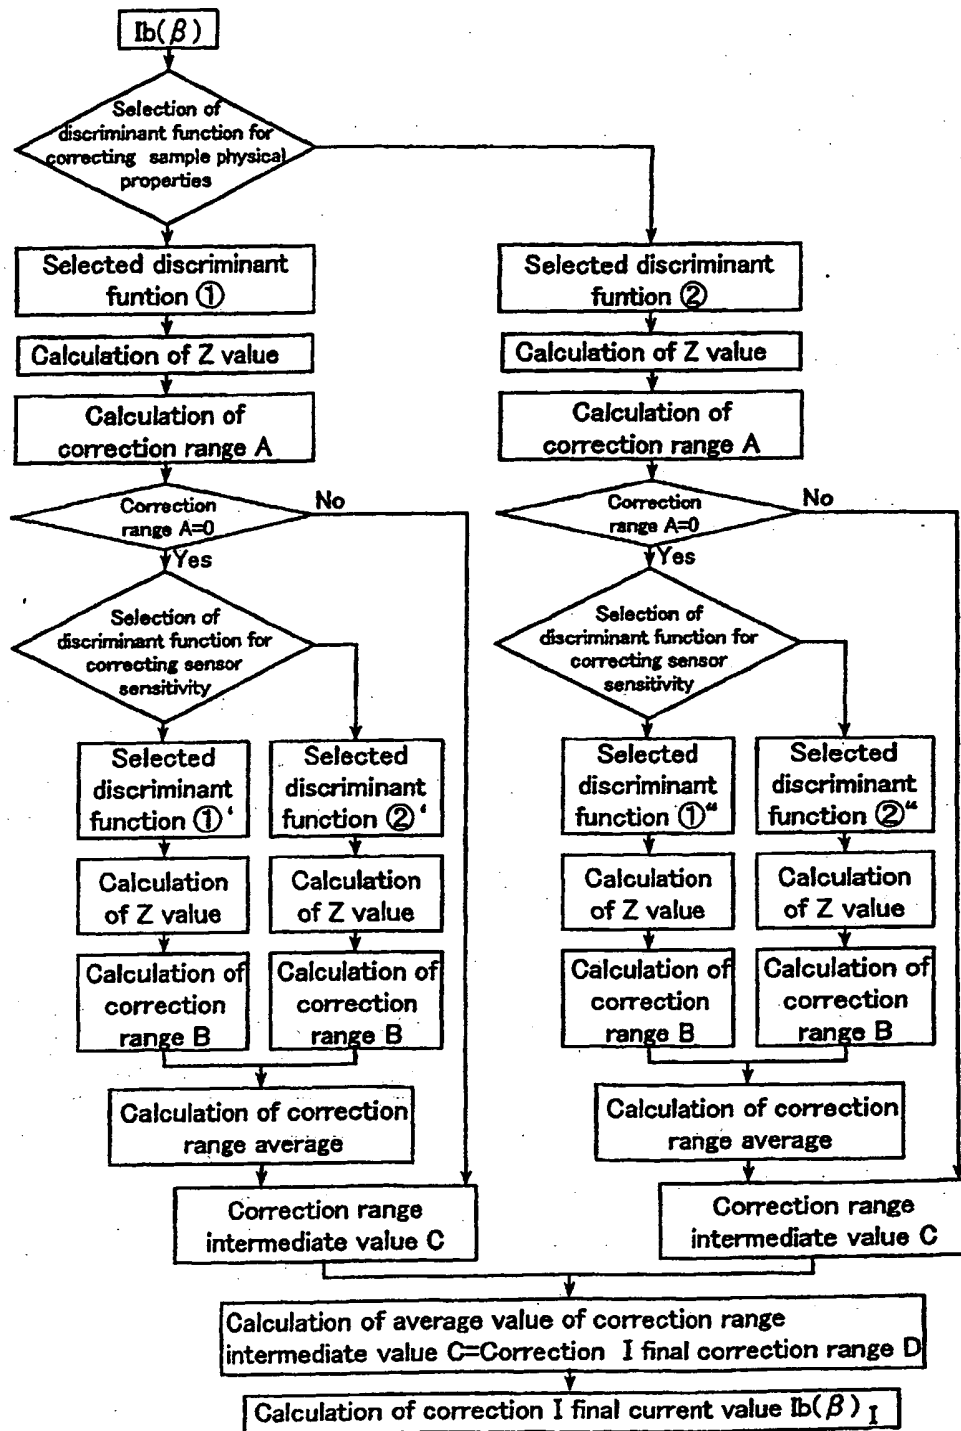 Ib(β)
Selection of
discriminant function for
correcting sample physical
properties
Selected discriminant
funtion ①
Calculation of Z value
Calculation of
correction range A
Correction
range A=0
No
Yes
Selection of
discriminant function for
correcting sensor
sensitivity
Selected
discriminant
function ①‘
Calculation
of Z value
Calculation of
correction
range B
Selected
discriminant
function ②‘
Calculation
of Z value
Calculation of
correction
range B
Calculation of correction
range average
Correction range
intermediate value C
Selected discriminant
funtion ②
Calculation of Z value
Calculation of
correction range A
Correction
range A=0
No
Yes
Selection of
discriminant function for
correcting sensor
sensitivity
Selected
discriminant
function ①“
Calculation
of Z value
Calculation of
correction
range B
Selected
discriminant
function ②“
Calculation
of Z value
Calculation of
correction
range B
Calculation of correction
range average
Correction range
intermediate value C
Calculation of average value of correction range
intermediate value C=Correction I final correction range D
Calculation of correction I final current value Ib(β) I